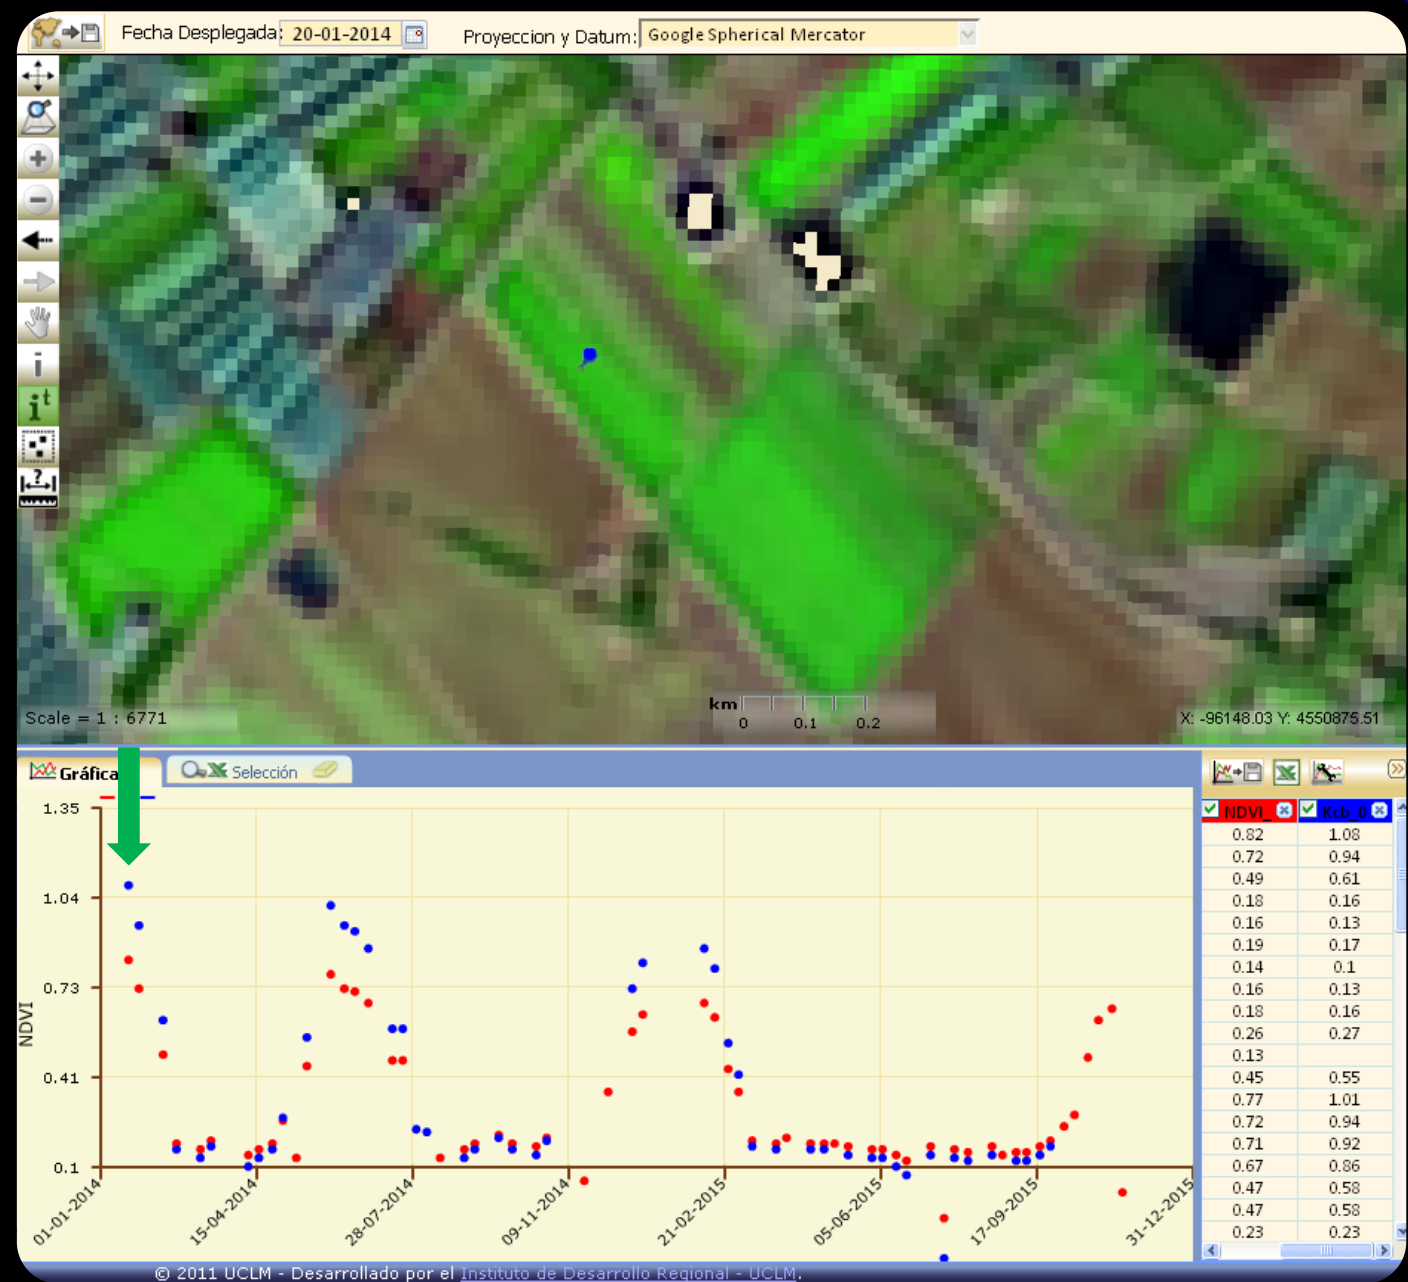 Fecha Desplegada: 20-01-2014 Proyeccion y Datum: Google Spherical Mercator
i
i t
?
Scale = 1 : 6771
km
0 0.1 0.2
X: -96148.03 Y: 4550875.51
Gráfica
Selección
NDVI_ Kcb_0
0.82 1.08
0.72 0.94
0.49 0.61
0.18 0.16
0.16 0.13
0.19 0.17
0.14 0.1
0.16 0.13
0.18 0.16
0.26 0.27
0.13
0.45 0.55
0.77 1.01
0.72 0.94
0.71 0.92
0.67 0.86
0.47 0.58
0.47 0.58
0.23 0.23
NDVI
1.35
1.04
0.73
0.41
0.1
01-01-2014
15-04-2014
28-07-2014
09-11-2014
21-02-2015
05-06-2015
17-09-2015
31-12-2015
© 2011 UCLM - Desarrollado por el Instituto de Desarrollo Regional - UCLM.